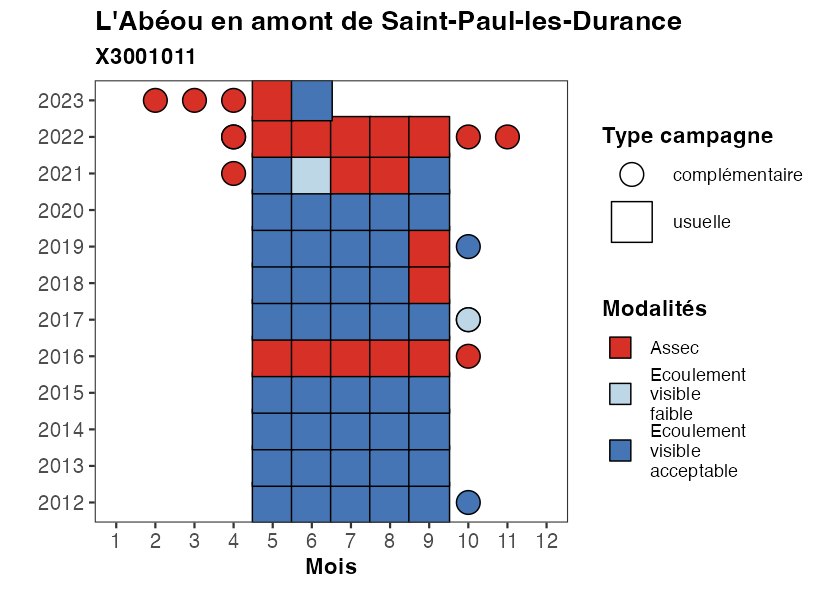 L'Abéou en amont de Saint-Paul-les-Durance
X3001011
2023
2022
2021
2020
2019
2018
2017
2016
2015
2014
2013
2012
1 2 3 4 5 6 7 8 9 10 11 12
Mois
Type campagne
complémentaire
usuelle
Modalités
Assec
Ecoulement
visible
faible
Ecoulement
visible
acceptable